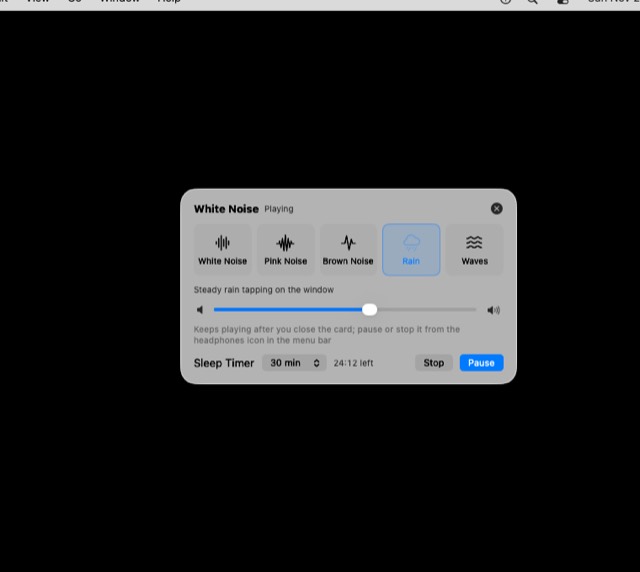 View Go Window Help
White Noise Playing
White Noise Pink Noise Brown Noise Rain Waves
Steady rain tapping on the window
Keeps playing after you close the card; pause or stop it from the
headphones icon in the menu bar
Sleep Timer 30 min 24:12 left Stop Pause